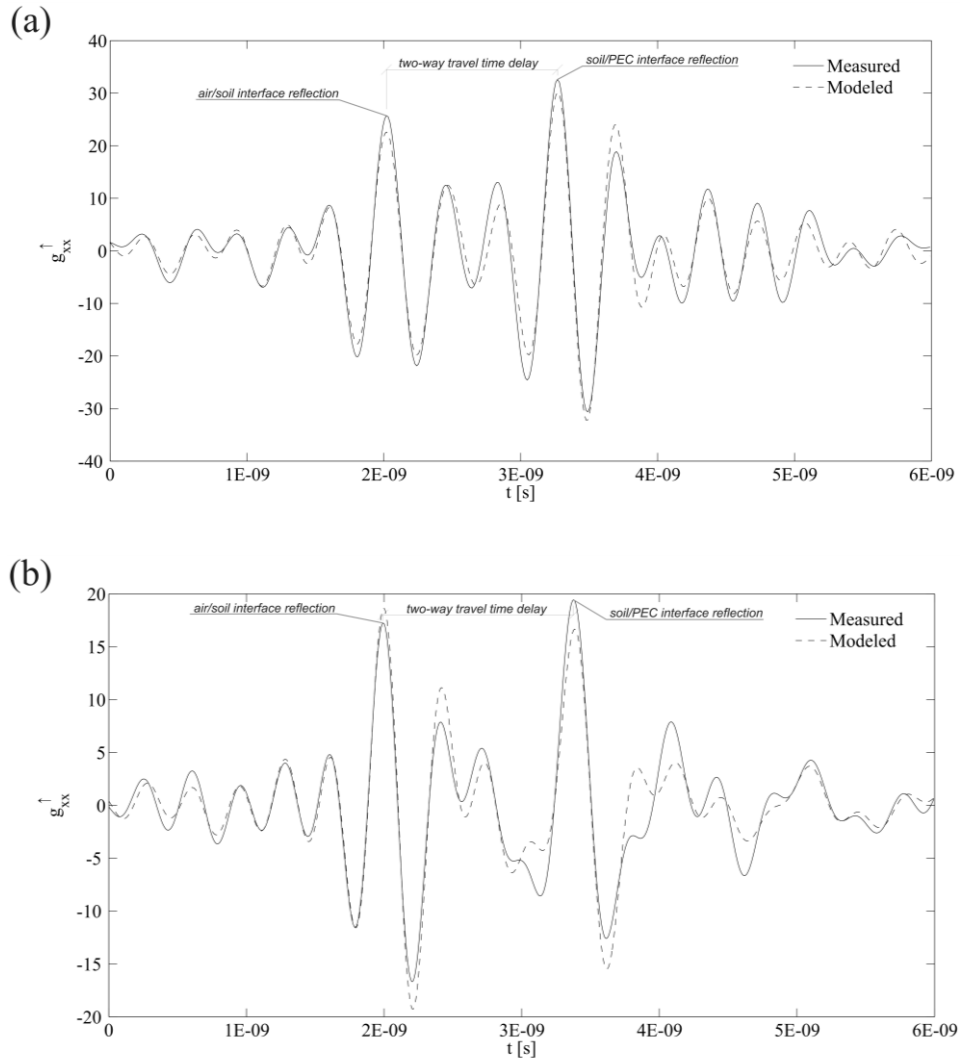 (a)
40
30
20
10
0
-10
-20
-30
-40
g↑xx
two-way travel time delay
soil/PEC interface reflection
air/soil interface reflection
Measured
Modeled
0 1E-09 2E-09 3E-09 4E-09 5E-09 6E-09
t [s]
(b)
20
15
10
5
0
-5
-10
-15
-20
g↑xx
air/soil interface reflection
two-way travel time delay
soil/PEC interface reflection
Measured
Modeled
0 1E-09 2E-09 3E-09 4E-09 5E-09 6E-09
t [s]